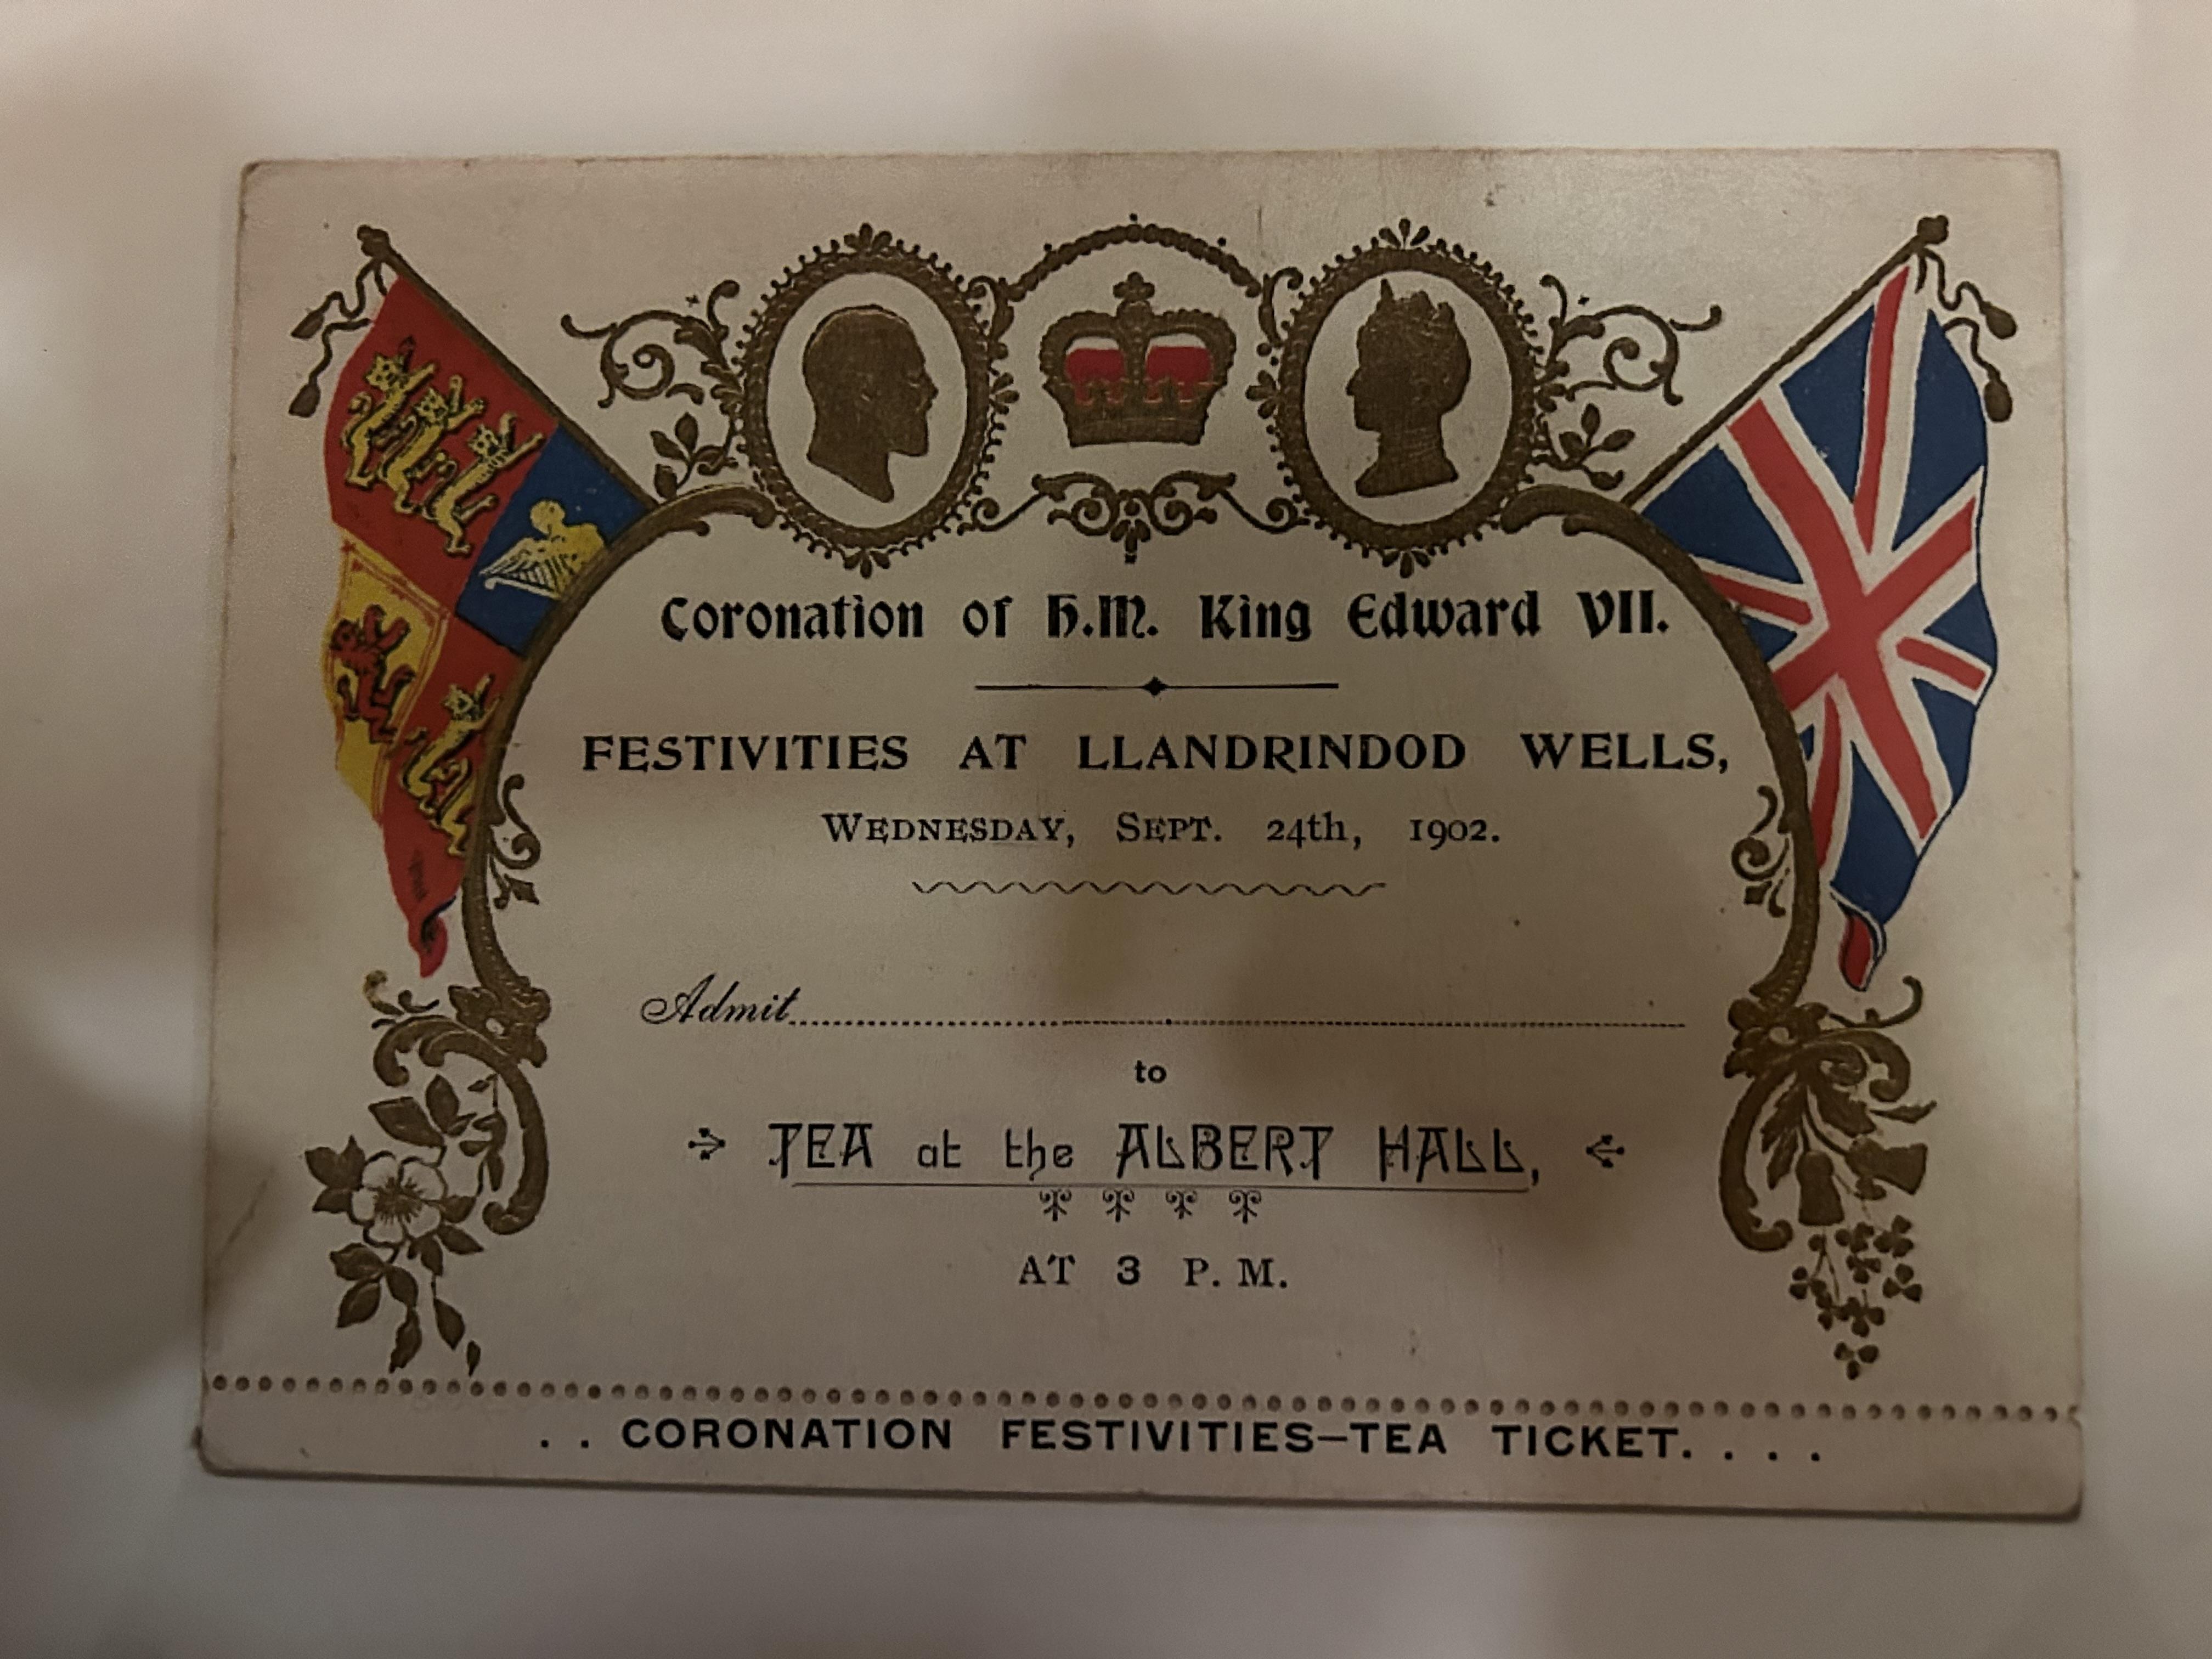 Coronation of H.M. King Edward VII.
FESTIVITIES AT LLANDRINDOD WELLS,
WEDNESDAY, SEPT. 24th, 1902.
Admit
to
TEA at the ALBERT HALL,
AT 3 P. M.
. . CORONATION FESTIVITIES—TEA TICKET. . . .